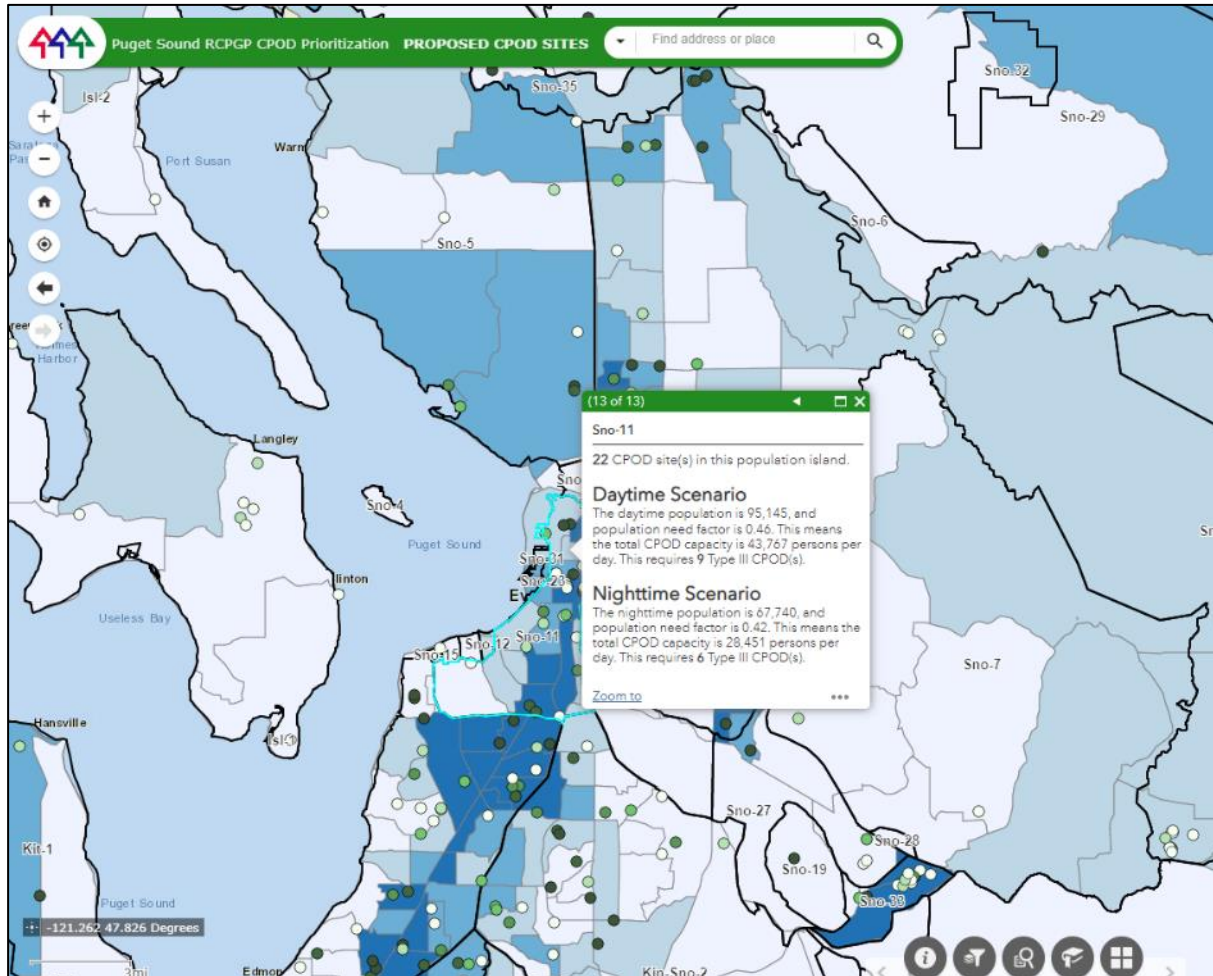 Puget Sound RCPGP CPOD Prioritization PROPOSED CPOD SITES
Find address or place
Isl-2
Sno-35
Sno-32
Sno-29
Port Susan
Warm
Sno-5
Sno-6
Harbor
Langley
Sno-4
Puget Sound
Sno-31
Sno-23
Ev
linton
Useless Bay
Sno-12
Sno-11
Sno-15
Hansville
Isl-1
Sno
(13 of 13)
Sno-11
22 CPOD site(s) in this population island.
Daytime Scenario
The daytime population is 95,145, and
population need factor is 0.46. This means
the total CPOD capacity is 43,767 persons per
day. This requires 9 Type III CPOD(s).
Nighttime Scenario
The nighttime population is 67,740, and
population need factor is 0.42. This means the
total CPOD capacity is 28,451 persons per
day. This requires 6 Type III CPOD(s).
Zoom to
Sno-7
Sno-27
Sno-28
Sno-19
Sno-33
Kit-1
Puget Sound
-121.262 47.826 Degrees
3mi
Edmon
Kin-Sno-2